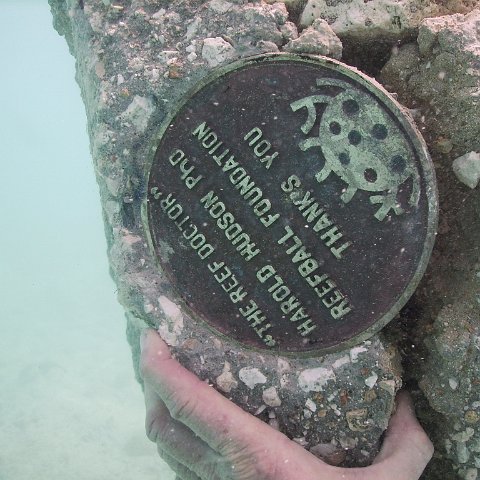 "THE REEF DOCTOR"
HAROLD HUDSON PhD
REEFBALL FOUNDATION
THANKS YOU